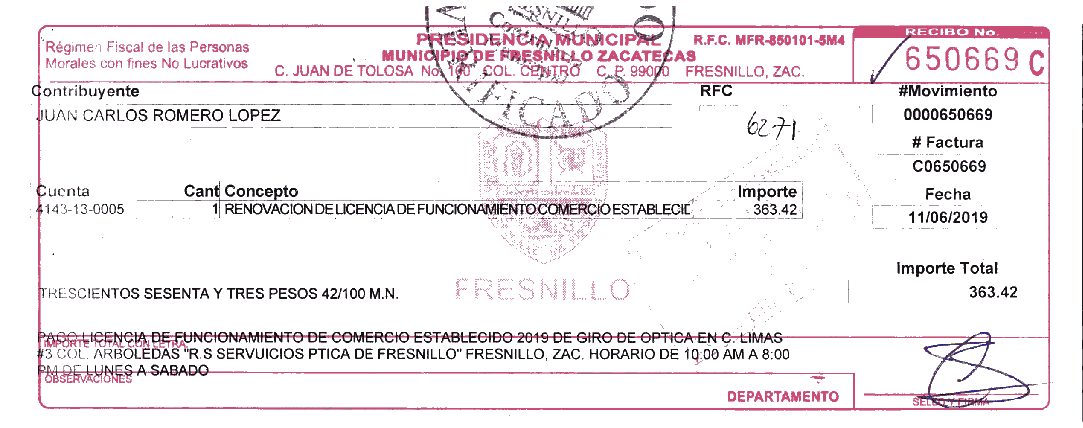 Régimen Fiscal de las Personas
Morales con fines No Lucrativos
PRESIDENCIA MUNICIPAL
MUNICIPIO DE FRESNILLO ZACATECAS
C. JUAN DE TOLOSA No. 100 COL. CENTRO C. P. 99000 FRESNILLO, ZAC.
R.F.C. MFR-850101-5M4
RECIBO No.
650669 C
Contribuyente
RFC
JUAN CARLOS ROMERO LOPEZ
6271
#Movimiento
0000650669
# Factura
C0650669
Fecha
11/06/2019
Cuenta Cant Concepto Importe
4143-13-0005 1 RENOVACION DE LICENCIA DE FUNCIONAMIENTO COMERCIO ESTABLECID 363.42
FRESNILLO
Importe Total
363.42
TRESCIENTOS SESENTA Y TRES PESOS 42/100 M.N.
IMPORTE TOTAL CON LETRA
PAGO LICENCIA DE FUNCIONAMIENTO DE COMERCIO ESTABLECIDO 2019 DE GIRO DE OPTICA EN C. LIMAS
#3 COL. ARBOLEDAS "R.S SERVUICIOS PTICA DE FRESNILLO" FRESNILLO, ZAC. HORARIO DE 10:00 AM A 8:00
PM DE LUNES A SABADO
OBSERVACIONES
DEPARTAMENTO
SELLO Y FIRMA